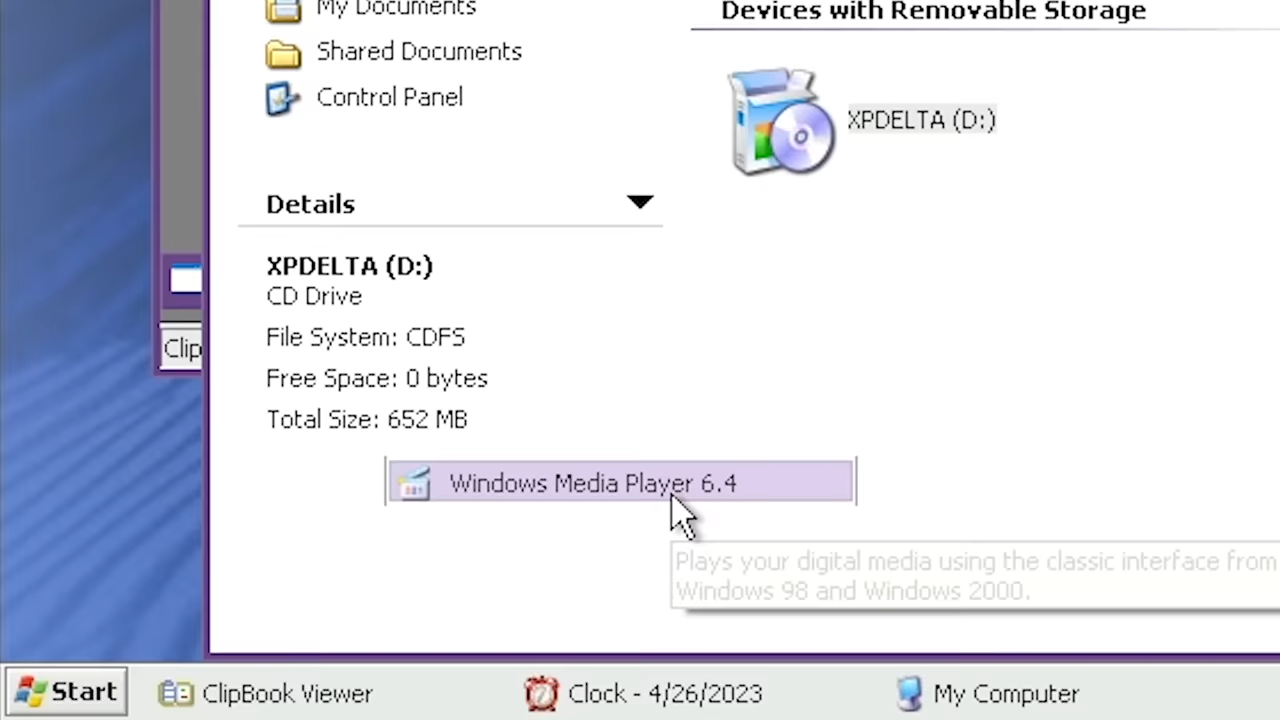 My Documents
Devices with Removable Storage
Shared Documents
Control Panel
XPDELTA (D:)
Details
XPDELTA (D:)
CD Drive
File System: CDFS
Free Space: 0 bytes
Total Size: 652 MB
Clip
Windows Media Player 6.4
Plays your digital media using the classic interface from
Windows 98 and Windows 2000.
Start
ClipBook Viewer
Clock - 4/26/2023
My Computer